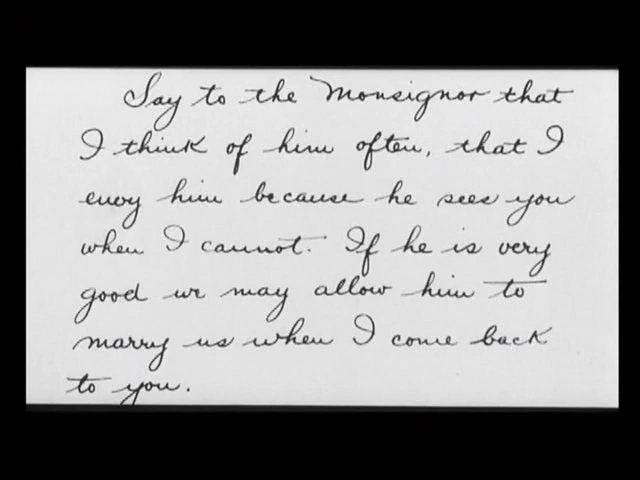 Say to the Monsignor that
I think of him often, that I
envy him because he sees you
when I cannot. If he is very
good we may allow him to
marry us when I come back
to you.